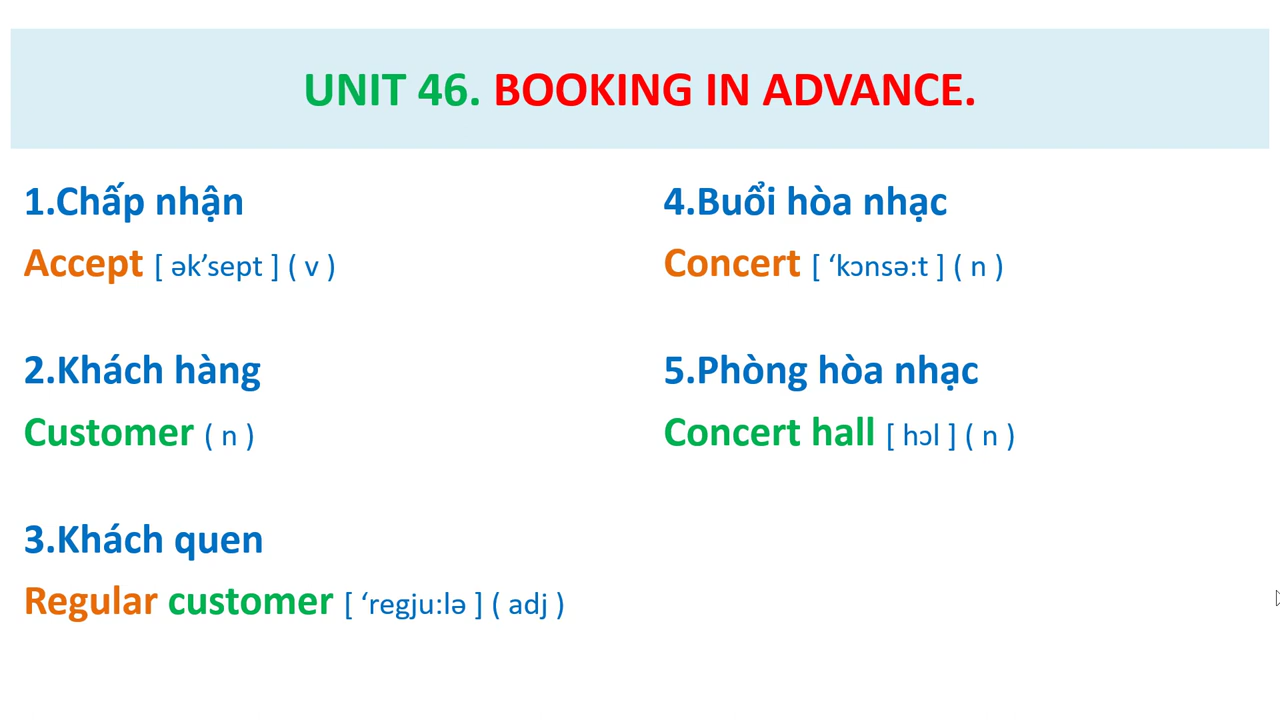 UNIT 46. BOOKING IN ADVANCE.
1.Chấp nhận
Accept [ ək’sept ] ( v )
2.Khách hàng
Customer ( n )
3.Khách quen
Regular customer [ ‘regju:lə ] ( adj )
4.Buổi hòa nhạc
Concert [ ‘kɔnsə:t ] ( n )
5.Phòng hòa nhạc
Concert hall [ hɔl ] ( n )